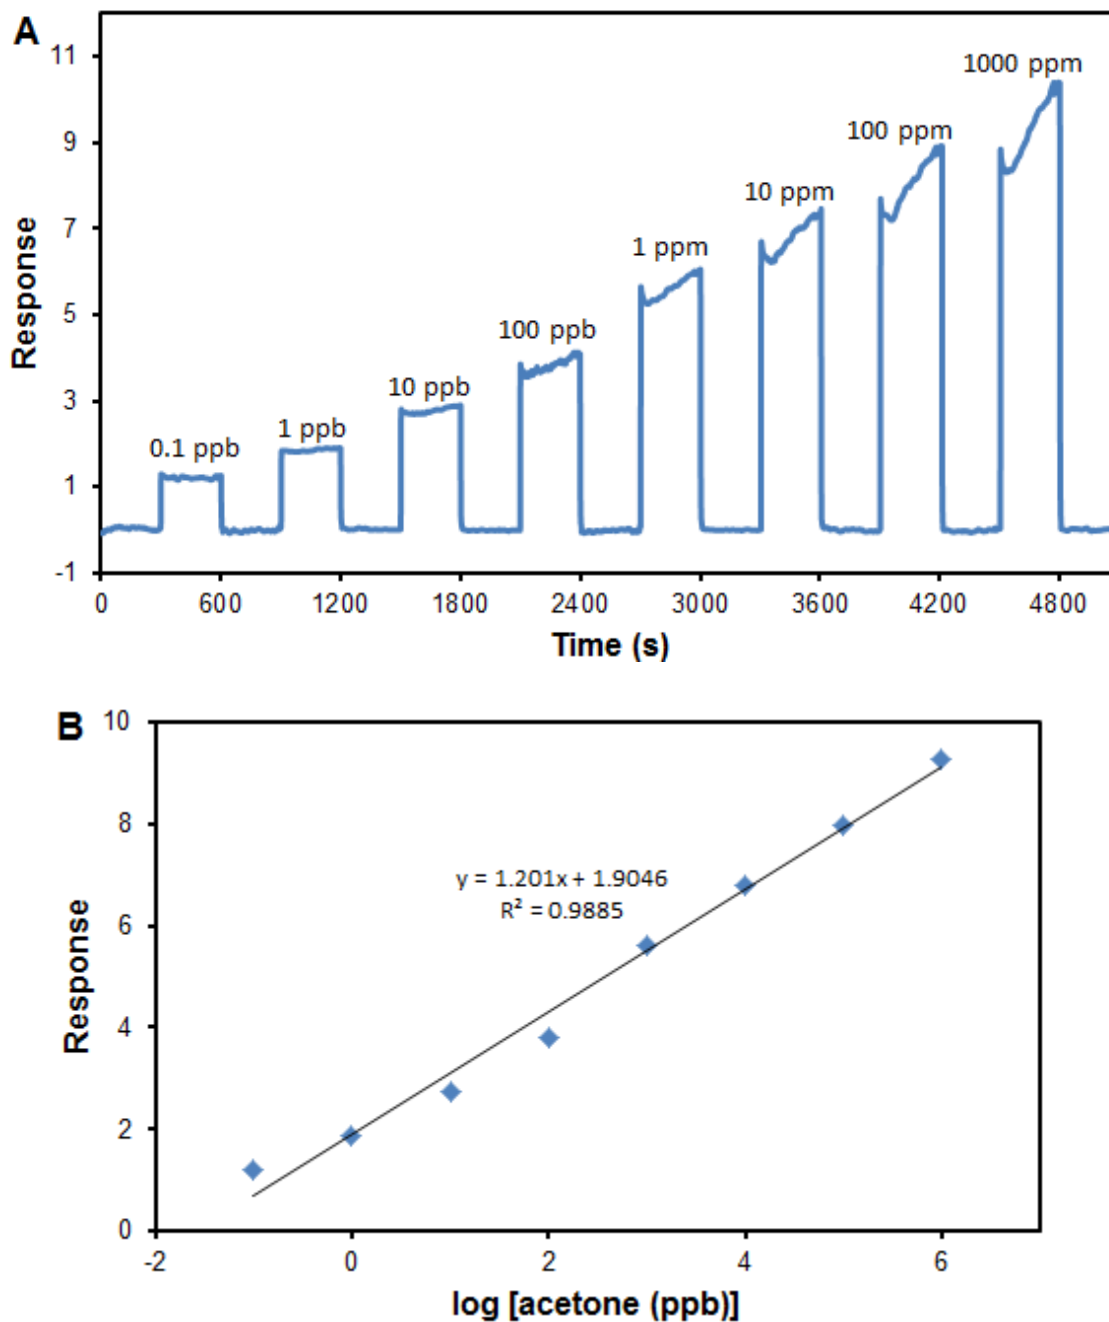 A
11
9
7
5
3
1
-1
Response
0.1 ppb
1 ppb
10 ppb
100 ppb
1 ppm
10 ppm
100 ppm
1000 ppm
0 600 1200 1800 2400 3000 3600 4200 4800
Time (s)
B
10
8
6
4
2
0
Response
y = 1.201x + 1.9046
R² = 0.9885
-2 0 2 4 6
log [acetone (ppb)]